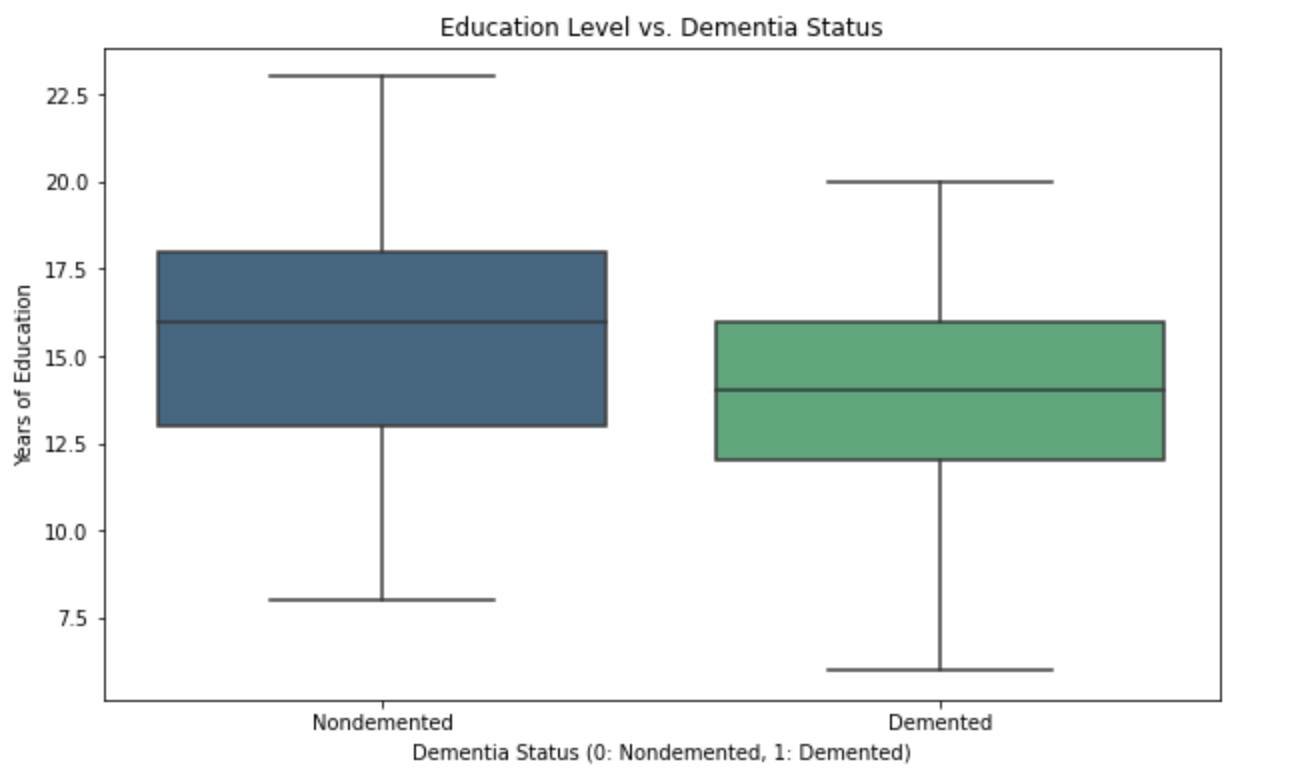 Education Level vs. Dementia Status
22.5
20.0
17.5
15.0
12.5
10.0
7.5
Years of Education
Nondemented
Demented
Dementia Status (0: Nondemented, 1: Demented)